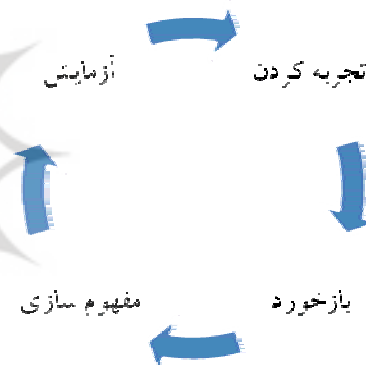 تجربه کردن
بازخورد
مفهوم سازی
آزمایش